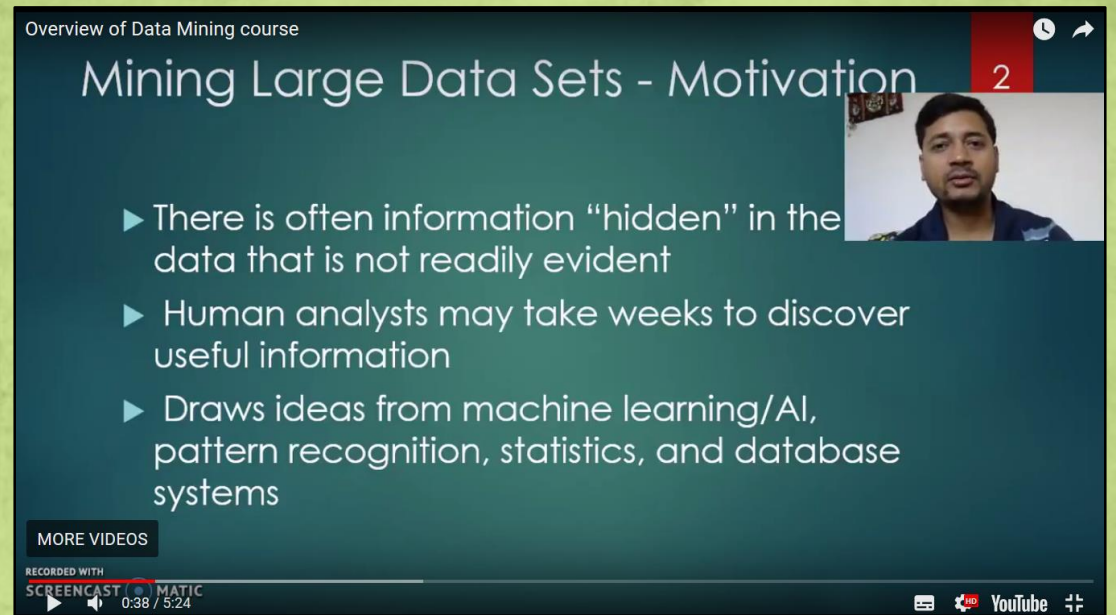 Overview of Data Mining course
Mining Large Data Sets - Motivation
2
There is often information “hidden” in the
data that is not readily evident
Human analysts may take weeks to discover
useful information
Draws ideas from machine learning/AI,
pattern recognition, statistics, and database
systems
MORE VIDEOS
RECORDED WITH
SCREENCAST MATIC
0:38 / 5:24
HD
YouTube